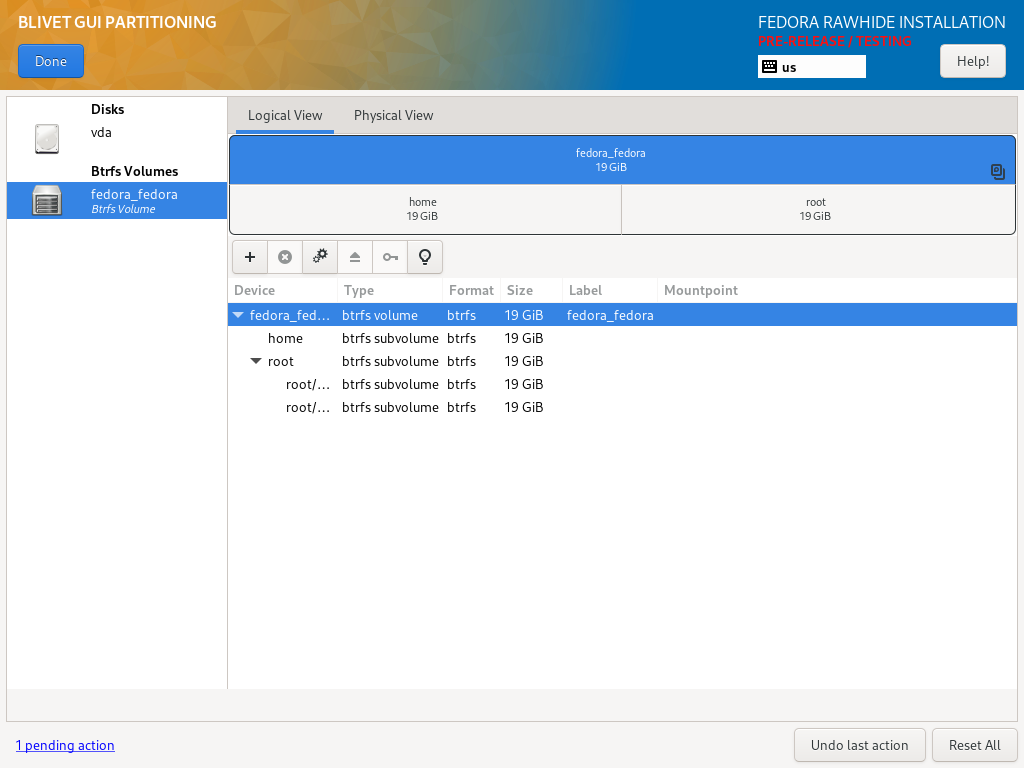 BLIVET GUI PARTITIONING
Done
FEDORA RAWHIDE INSTALLATION
PRE-RELEASE / TESTING
us
Help!
Disks
vda
Btrfs Volumes
fedora_fedora
Btrfs Volume
Logical View
Physical View
fedora_fedora
19 GiB
home
19 GiB
root
19 GiB
Device Type Format Size Label Mountpoint
fedora_fed… btrfs volume btrfs 19 GiB fedora_fedora
home btrfs subvolume btrfs 19 GiB
root btrfs subvolume btrfs 19 GiB
root/… btrfs subvolume btrfs 19 GiB
root/… btrfs subvolume btrfs 19 GiB
1 pending action
Undo last action
Reset All